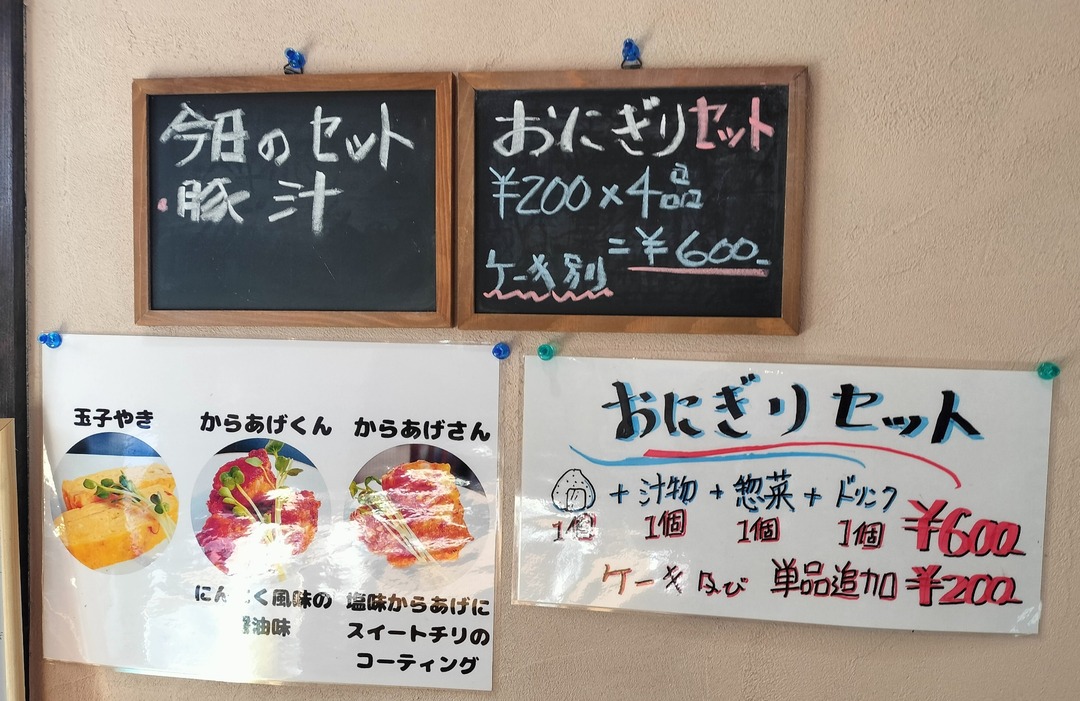 今日のセット
・豚汁
おにぎりセット
¥200×4品
=¥600-
ケーキ別
玉子やき
からあげくん
にんにく風味の
醤油味
からあげさん
塩味からあげに
スイートチリの
コーティング
おにぎりセット
+汁物+惣菜+ドリンク
1個 1個 1個 1個 ¥600
ケーキ及び 単品追加 ¥200